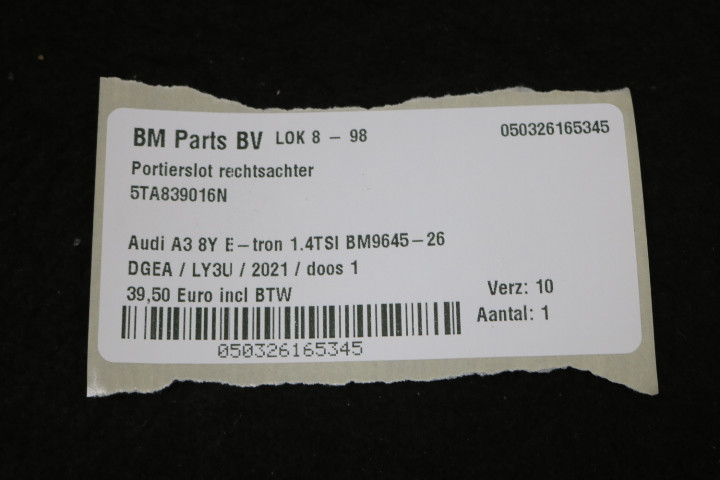 BM Parts BV LOK 8 - 98 050326165345
Portierslot rechtsachter
5TA839016N
Audi A3 8Y E-tron 1.4TSI BM9645-26
DGEA / LY3U / 2021 / doos 1
39,50 Euro incl BTW Verz: 10
Aantal: 1
050326165345